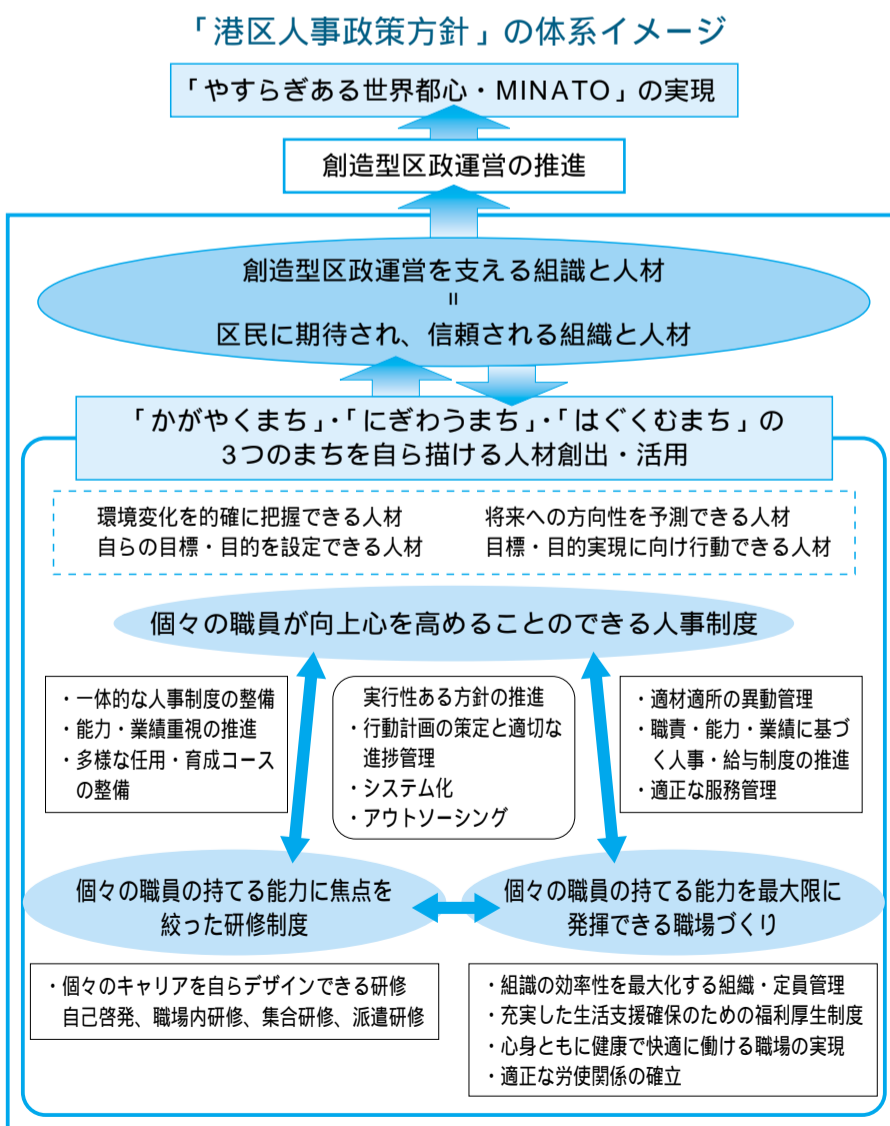 「港区人事政策方針」の体系イメージ
「やすらぎある世界都心・MINATO」の実現
創造型区政運営の推進
創造型区政運営を支える組識と人材
=
区民に期待され、信頼される組織と人材
「かがやくまち」・「にぎわうまち」・「はぐくむまち」の
3つのまちを自ら描ける人材創出・活用
環境変化を的確に把握できる人材
自らの目標・目的を設定できる人材
将来への方向性を予測できる人材
目標・目的実現に向け行動できる人材
個々の職員が向上心を高めることのできる人事制度
・一体的な人事制度の整備
・能力・業績重視の推進
・多様な任用・育成コース
の整備
実行性ある方針の推進
・行動計画の策定と適切な
進捗管理
・システム化
・アウトソーシング
・適材適所の異動管理
・職責・能力・業績に基づ
く人事・給与制度の推進
・適正な服務管理
個々の職員の持てる能力に焦点を
絞った研修制度
個々の職員の持てる能力を最大限に
発揮できる職場づくり
・個々のキャリアを自らデザインできる研修
自己啓発、職場内研修、集合研修、派遣研修
・組識の効率性を最大化する組織・定員管理
・充実した生活支援確保のための福利厚生制度
・心身ともに健康で快適に働ける職場の実現
・適正な労使関係の確立